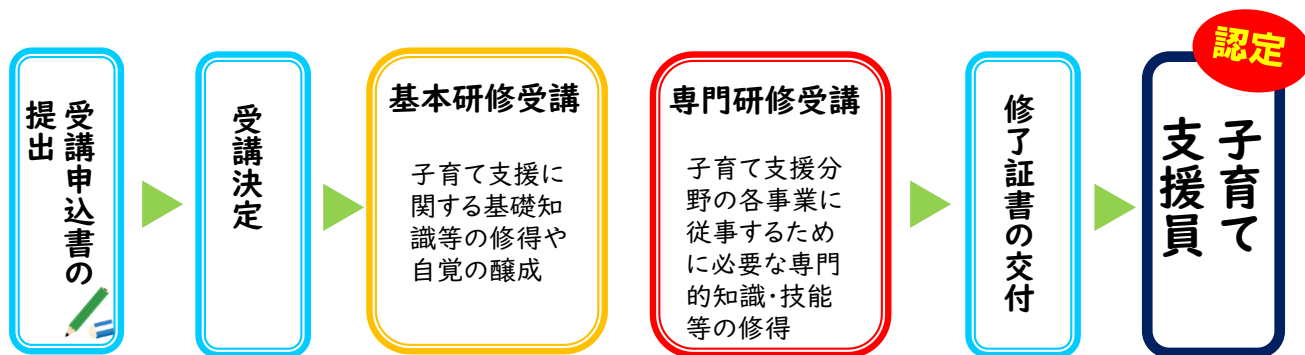 受講申込書の
提出
受講決定
基本研修受講
子育て支援に
関する基礎知
識等の修得や
自覚の醸成
専門研修受講
子育て支援分
野の各事業に
従事するため
に必要な専門
的知識・技能
等の修得
修了証書の交付
認定
子育て
支援員